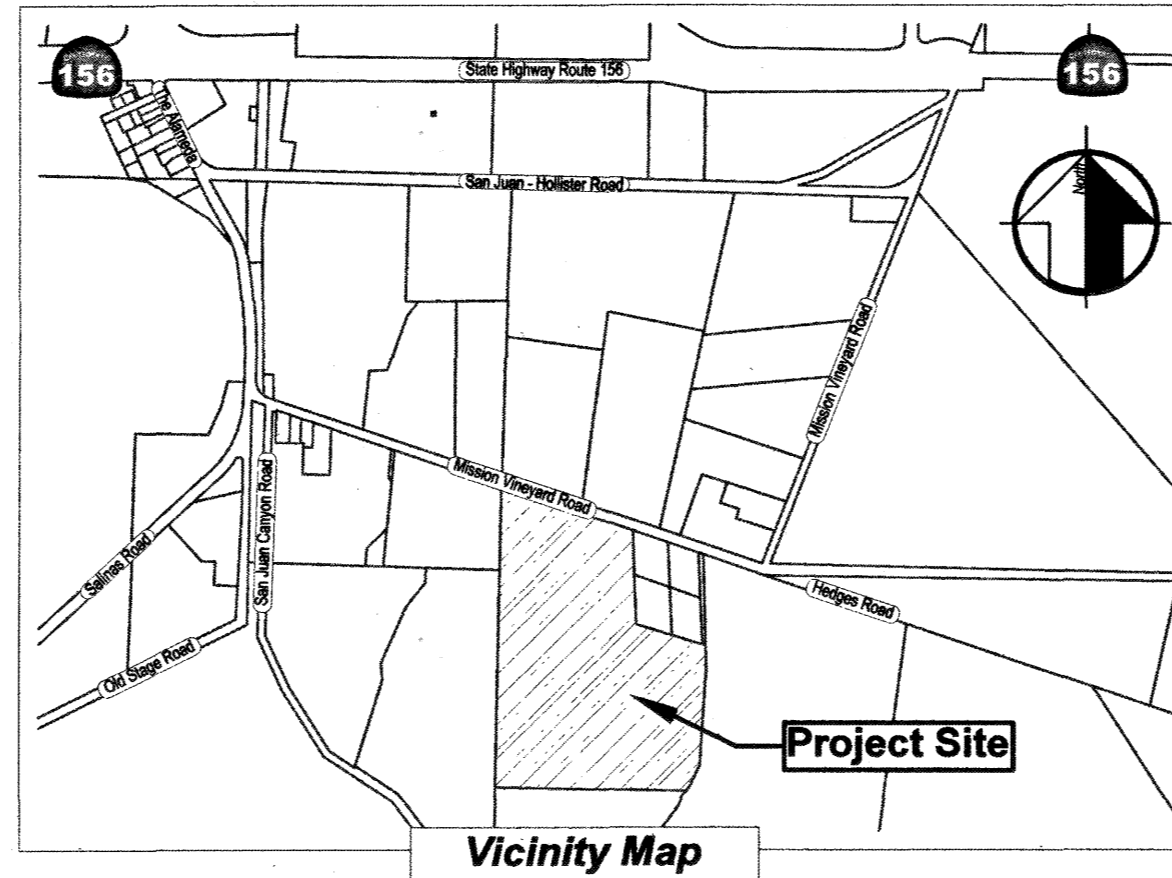 156
State Highway Route 156
156
The Alameda
San Juan - Hollister Road
North
Mission Vineyard Road
Mission Vineyard Road
San Juan Canyon Road
Salinas Road
Hedges Road
Old Stage Road
Project Site
Vicinity Map